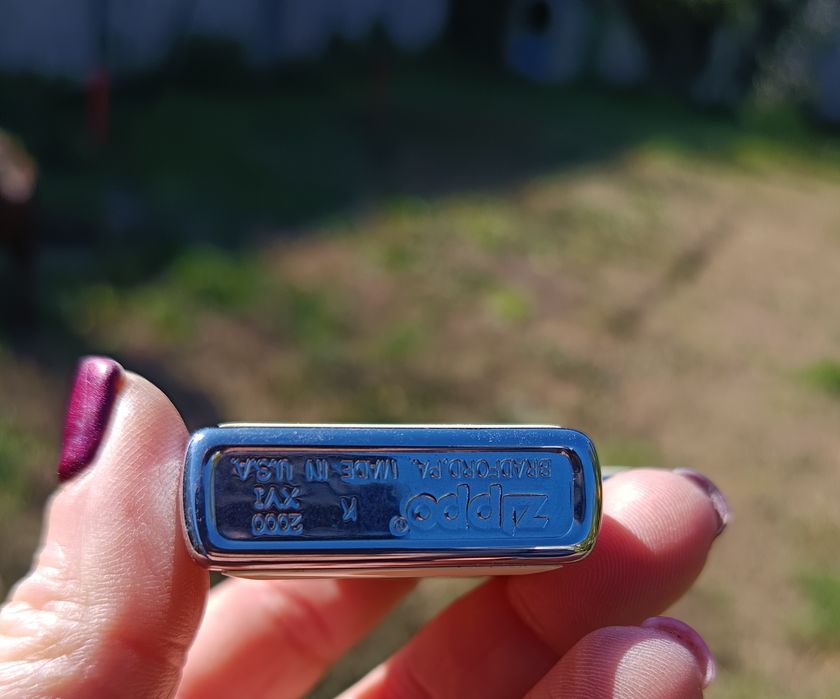 2000
K XVI
zippo®
BRADFORD.PA. MADE IN U.S.A.